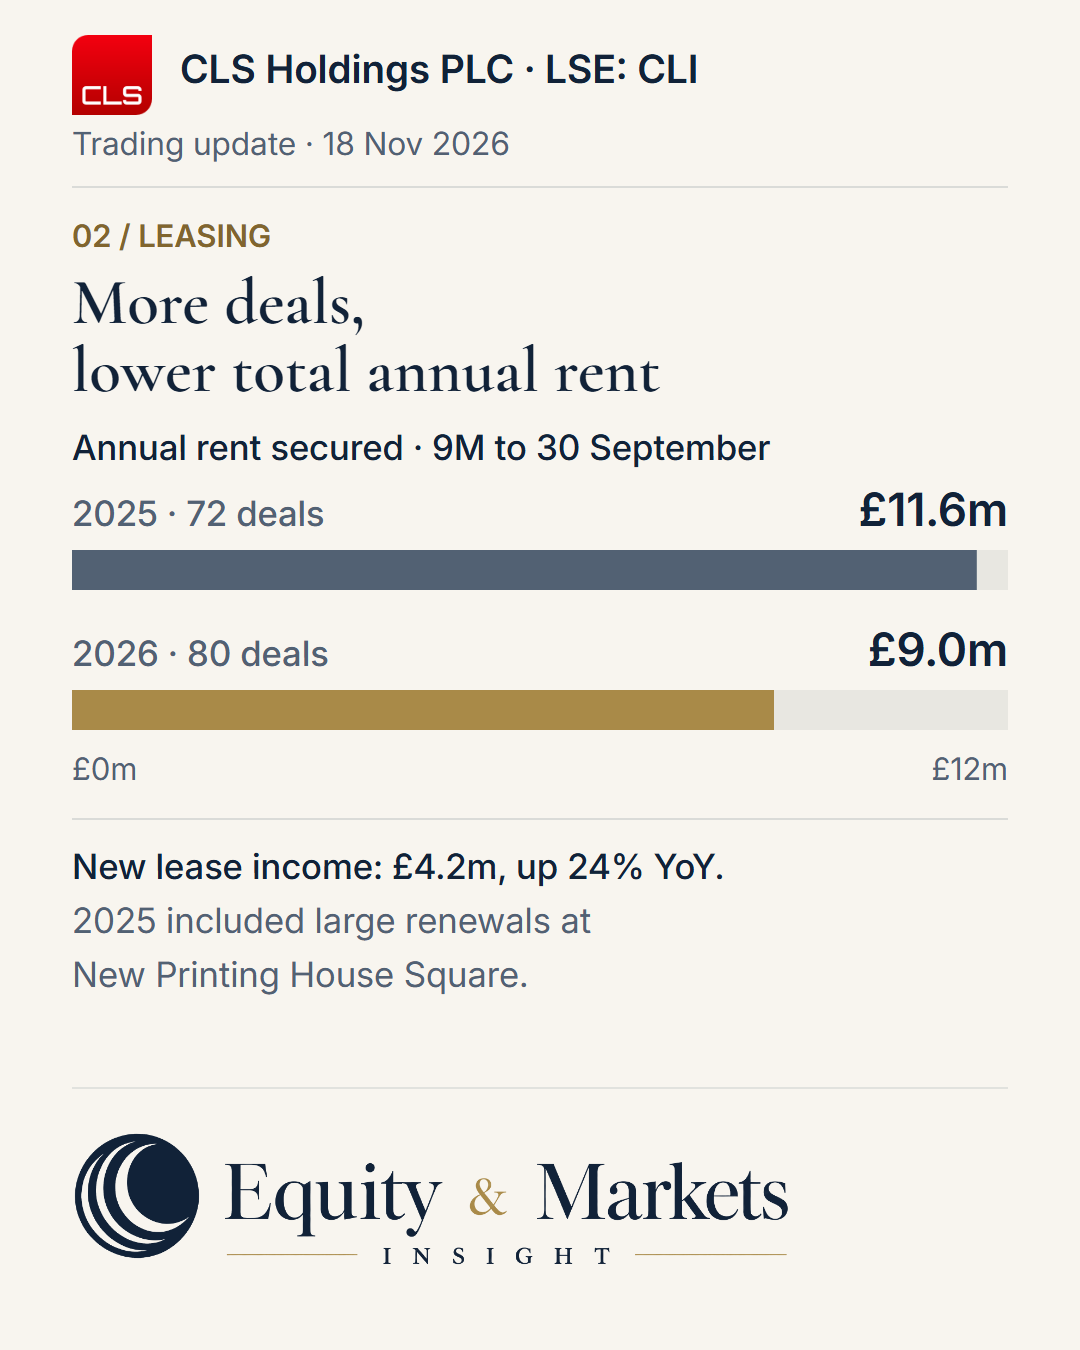 CLS
CLS Holdings PLC · LSE: CLI
Trading update · 18 Nov 2026
02 / LEASING
More deals,
lower total annual rent
Annual rent secured · 9M to 30 September
2025 · 72 deals £11.6m
2026 · 80 deals £9.0m
£0m £12m
New lease income: £4.2m, up 24% YoY.
2025 included large renewals at
New Printing House Square.
Equity & Markets
INSIGHT